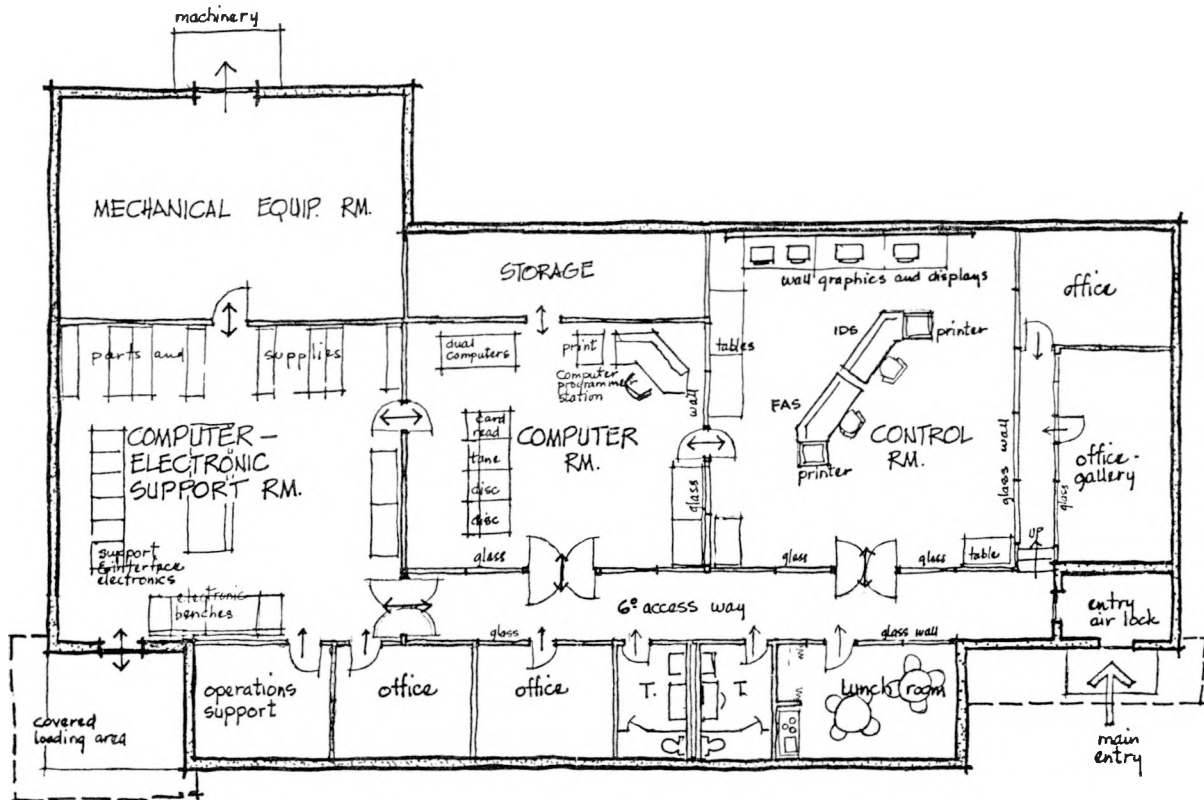 machinery
MECHANICAL EQUIP. RM.
STORAGE
wall graphics and displays
office
IDS
printer
parts and
supplies
dual
computers
print
tables
Computer
programmer
station
wall
FAS
card
read
tape
disc
disc
COMPUTER -
ELECTRONIC
SUPPORT RM.
COMPUTER
RM.
CONTROL
RM.
printer
glass wall
office -
gallery
glass
glass
support
& interface
electronics
UP
glass
glass
glass
table
electronic
benches
6º access way
entry
air lock
glass
glass wall
operations
support
office
office
T.
T.
Lunch room
covered
loading area
main
entry